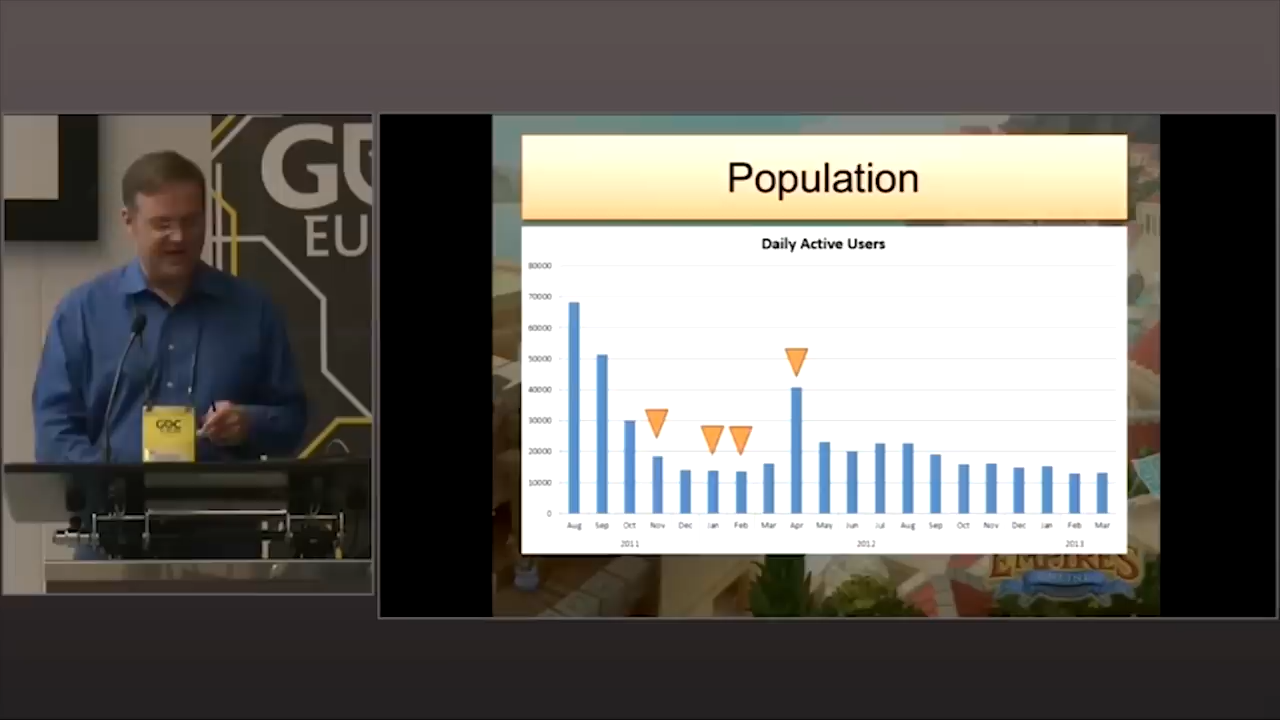 GD
EU
GDC
Population
Daily Active Users
80000
70000
60000
50000
40000
30000
20000
10000
0
Aug Sep Oct Nov Dec Jan Feb Mar Apr May Jun Jul Aug Sep Oct Nov Dec Jan Feb Mar
2011 2012 2013
EMPIRES